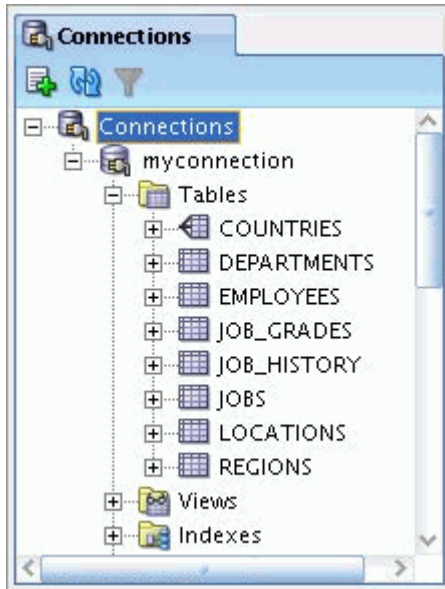 Connections
Connections
myconnection
Tables
COUNTRIES
DEPARTMENTS
EMPLOYEES
JOB_GRADES
JOB_HISTORY
JOBS
LOCATIONS
REGIONS
Views
Indexes